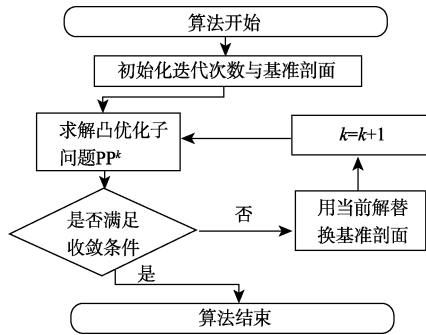 算法开始
初始化迭代次数与基准剖面
求解凸优化子
问题PPᵏ
k=k+1
是否满足
收敛条件
否
用当前解替
换基准剖面
是
算法结束